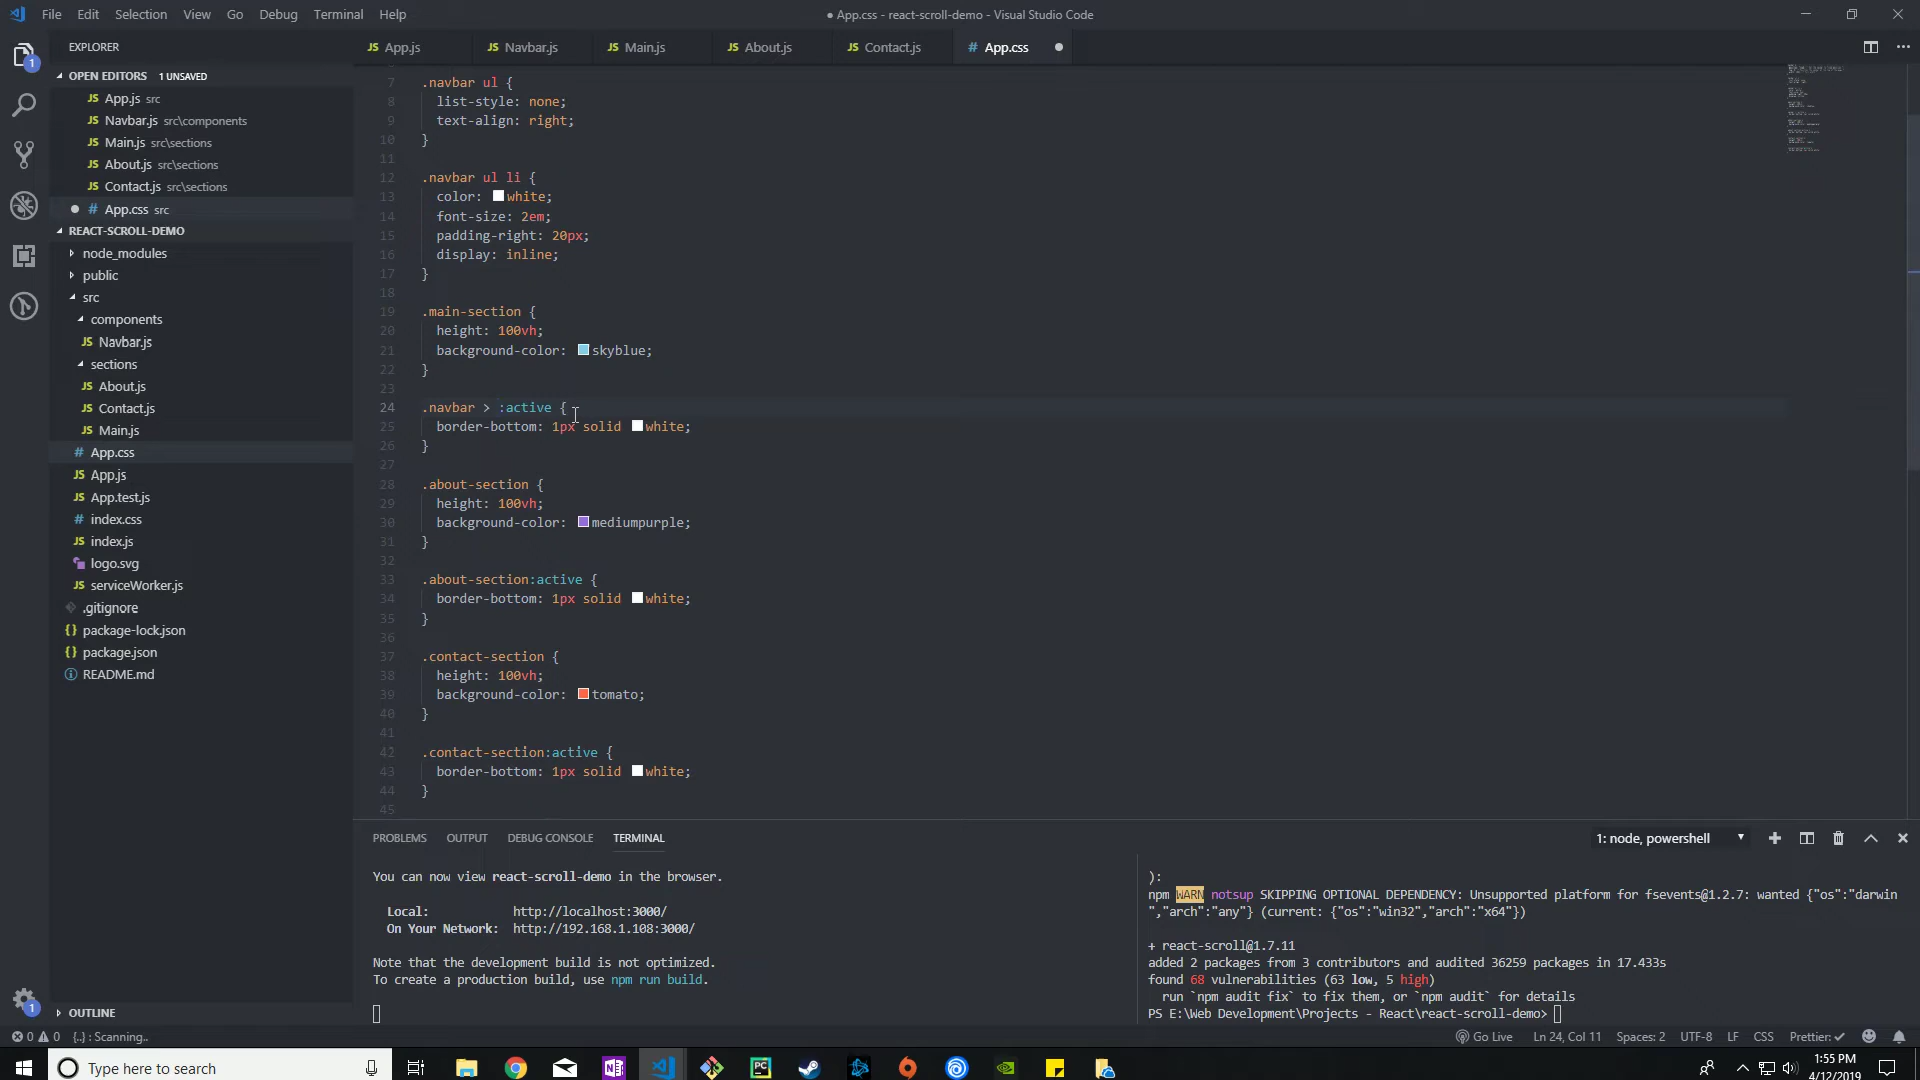 File Edit Selection View Go Debug Terminal Help
● App.css - react-scroll-demo - Visual Studio Code
EXPLORER
JS App.js
JS Navbar.js
JS Main.js
JS About.js
JS Contact.js
# App.css
OPEN EDITORS 1 UNSAVED
JS App.js src
JS Navbar.js src\components
JS Main.js src\sections
JS About.js src\sections
JS Contact.js src\sections
# App.css src
REACT-SCROLL-DEMO
node_modules
public
src
components
JS Navbar.js
sections
JS About.js
JS Contact.js
JS Main.js
# App.css
JS App.js
JS App.test.js
# index.css
JS index.js
logo.svg
JS serviceWorker.js
.gitignore
{} package-lock.json
{} package.json
README.md
OUTLINE
7 .navbar ul {
8 list-style: none;
9 text-align: right;
10 }
11
12 .navbar ul li {
13 color: white;
14 font-size: 2em;
15 padding-right: 20px;
16 display: inline;
17 }
18
19 .main-section {
20 height: 100vh;
21 background-color: skyblue;
22 }
23
24 .navbar > :active {
25 border-bottom: 1px solid white;
26 }
27
28 .about-section {
29 height: 100vh;
30 background-color: mediumpurple;
31 }
32
33 .about-section:active {
34 border-bottom: 1px solid white;
35 }
36
37 .contact-section {
38 height: 100vh;
39 background-color: tomato;
40 }
41
42 .contact-section:active {
43 border-bottom: 1px solid white;
44 }
45
PROBLEMS OUTPUT DEBUG CONSOLE TERMINAL
1: node, powershell
You can now view react-scroll-demo in the browser.
Local: http://localhost:3000/
On Your Network: http://192.168.1.108:3000/
Note that the development build is not optimized.
To create a production build, use npm run build.
):
npm WARN notsup SKIPPING OPTIONAL DEPENDENCY: Unsupported platform for fsevents@1.2.7: wanted {"os":"darwin
","arch":"any"} (current: {"os":"win32","arch":"x64"})
+ react-scroll@1.7.11
added 2 packages from 3 contributors and audited 36259 packages in 17.433s
found 68 vulnerabilities (63 low, 5 high)
run `npm audit fix` to fix them, or `npm audit` for details
PS E:\Web Development\Projects - React\react-scroll-demo>
0 0 {..} : Scanning..
Go Live Ln 24, Col 11 Spaces: 2 UTF-8 LF CSS Prettier: ✓
Type here to search
1:55 PM
4/12/2019